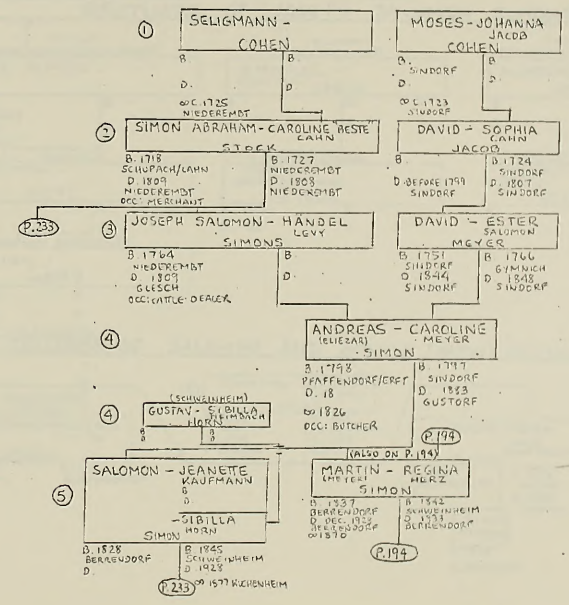 ① SELIGMANN -
COHEN
MOSES-JOHANNA
JACOB
COHEN
B.
D.
∞ C. 1725
NIEDEREMBT
B.
D.
B.
SINDORF
∞ C. 1723
SINDORF
B.
D.
② SIMON ABRAHAM - CAROLINE "BESTE"
CAHN
STOCK
DAVID - SOPHIA
CAHN
JACOB
B. 1718
SCHUPACH/LAHN
D. 1809
NIEDEREMBT
OCC: MERCHANT
B. 1727
NIEDEREMBT
D. 1808
NIEDEREMBT
B.
D. BEFORE 1799
SINDORF
B. 1724
SINDORF
D. 1807
SINDORF
P.233
③ JOSEPH SALOMON - HÄNDEL
LEVY
SIMONS
DAVID - ESTER
SALOMON
MEYER
B. 1764
NIEDEREMBT
D. 1809
GLESCH
OCC: CATTLE-DEALER
B.
D.
B. 1751
SINDORF
D 1844
SINDORF
B. 1766
GYMNICH
D 1848
SINDORF
④ ANDREAS - CAROLINE
(ELIEZAR) MEYER
SIMON
B. 1798
PFAFFENDORF/ERFT
D. 18
∞ 1826
OCC: BUTCHER
B. 1797
SINDORF
D. 1883
GUSTORF
(SCHWEINHEIM)
④ GUSTAV - SIBILLA
HEIMBACH
HORN
B
D
B
D
P.194
(ALSO ON P.194)
⑤ SALOMON - JEANETTE
KAUFMANN
B
D.
- SIBILLA
HORN
SIMON
MARTIN - REGINA
(MEYER) HERZ
SIMON
B. 1837
BERRENDORF
D. DEC. 1923
BERRENDORF
∞ 1870
B. 1842
SCHWEINHEIM
D. 1933
BERRENDORF
B. 1828
BERRENDORF
D.
B. 1845
SCHWEINHEIM
D. 1928
∞ 1877 KUCHENHEIM
P.233
P.194